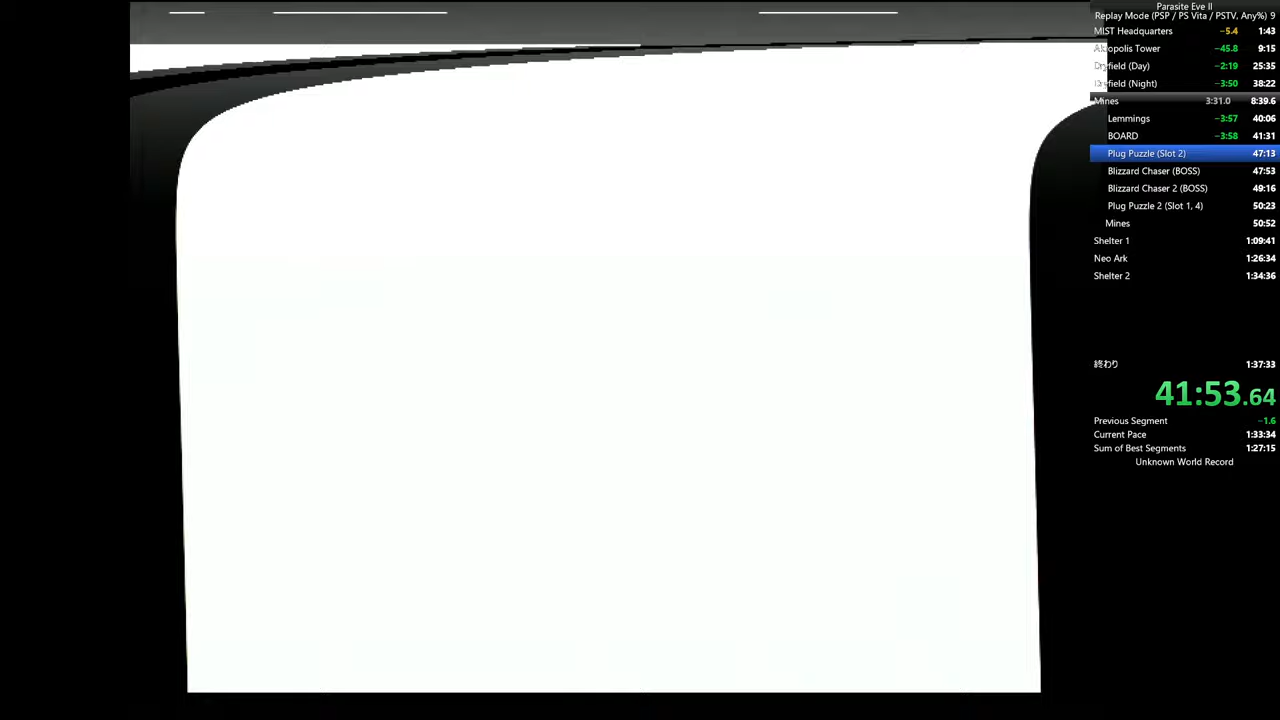 Parasite Eve II
Replay Mode (PSP / PS Vita / PSTV, Any%) 9
MIST Headquarters −5.4 1:43
Akropolis Tower −45.8 9:15
Dryfield (Day) −2:19 25:35
Dryfield (Night) −3:50 38:22
Mines 3:31.0 8:39.6
Lemmings −3:57 40:06
BOARD −3:58 41:31
Plug Puzzle (Slot 2) 47:13
Blizzard Chaser (BOSS) 47:53
Blizzard Chaser 2 (BOSS) 49:16
Plug Puzzle 2 (Slot 1, 4) 50:23
Mines 50:52
Shelter 1 1:09:41
Neo Ark 1:26:34
Shelter 2 1:34:36
終わり 1:37:33
41:53.64
Previous Segment −1.6
Current Pace 1:33:34
Sum of Best Segments 1:27:15
Unknown World Record